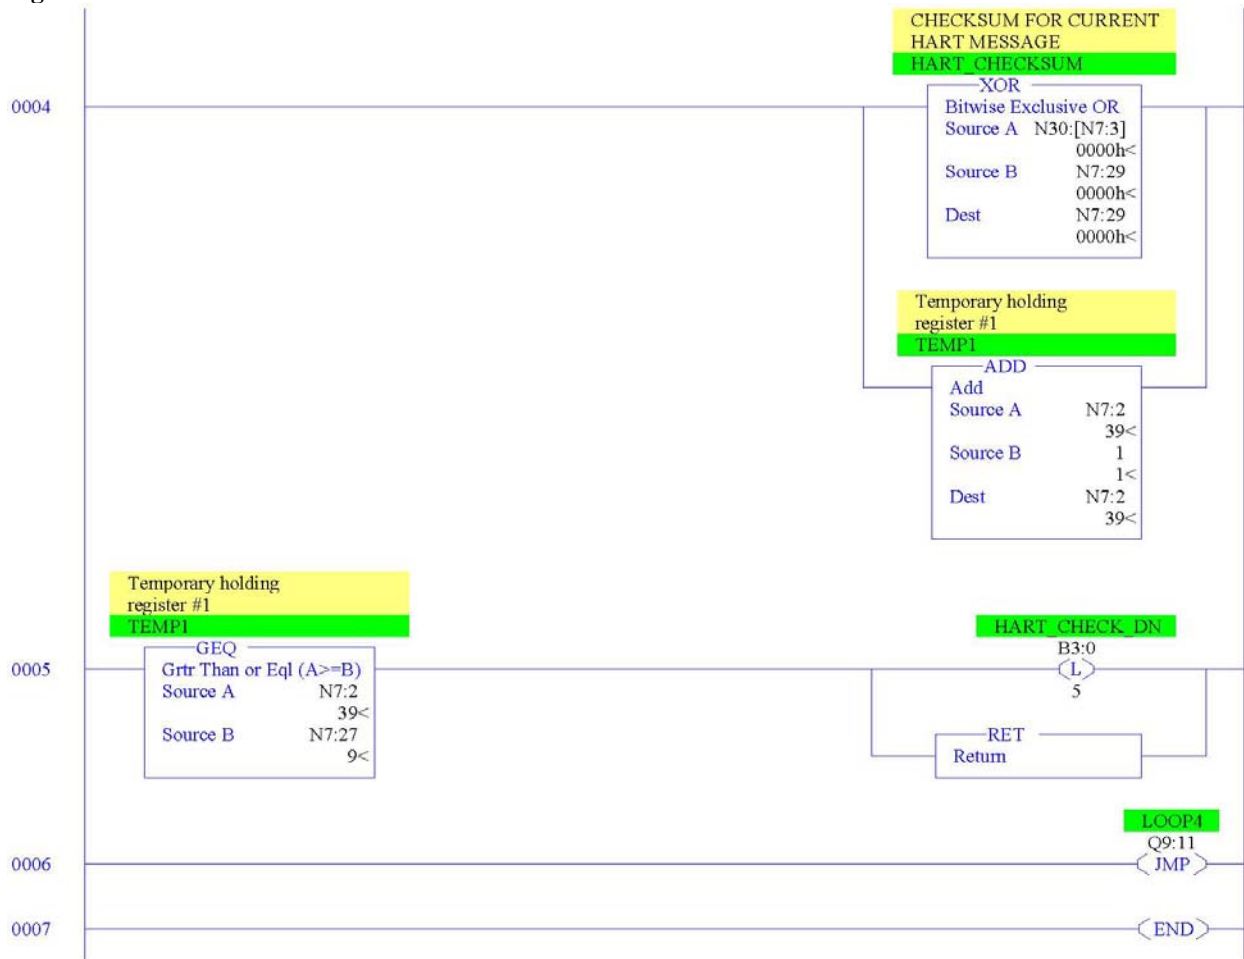 CHECKSUM FOR CURRENT
HART MESSAGE
HART_CHECKSUM
XOR
0004
Bitwise Exclusive OR
Source A N30:[N7:3]
0000h<
Source B N7:29
0000h<
Dest N7:29
0000h<
Temporary holding
register #1
TEMP1
ADD
Add
Source A N7:2
39<
Source B 1
1<
Dest N7:2
39<
Temporary holding
register #1
TEMP1
GEQ
0005
Grtr Than or Eql (A>=B)
Source A N7:2
39<
Source B N7:27
9<
HART_CHECK_DN
B3:0
L
5
RET
Return
LOOP4
Q9:11
0006
JMP
0007
END